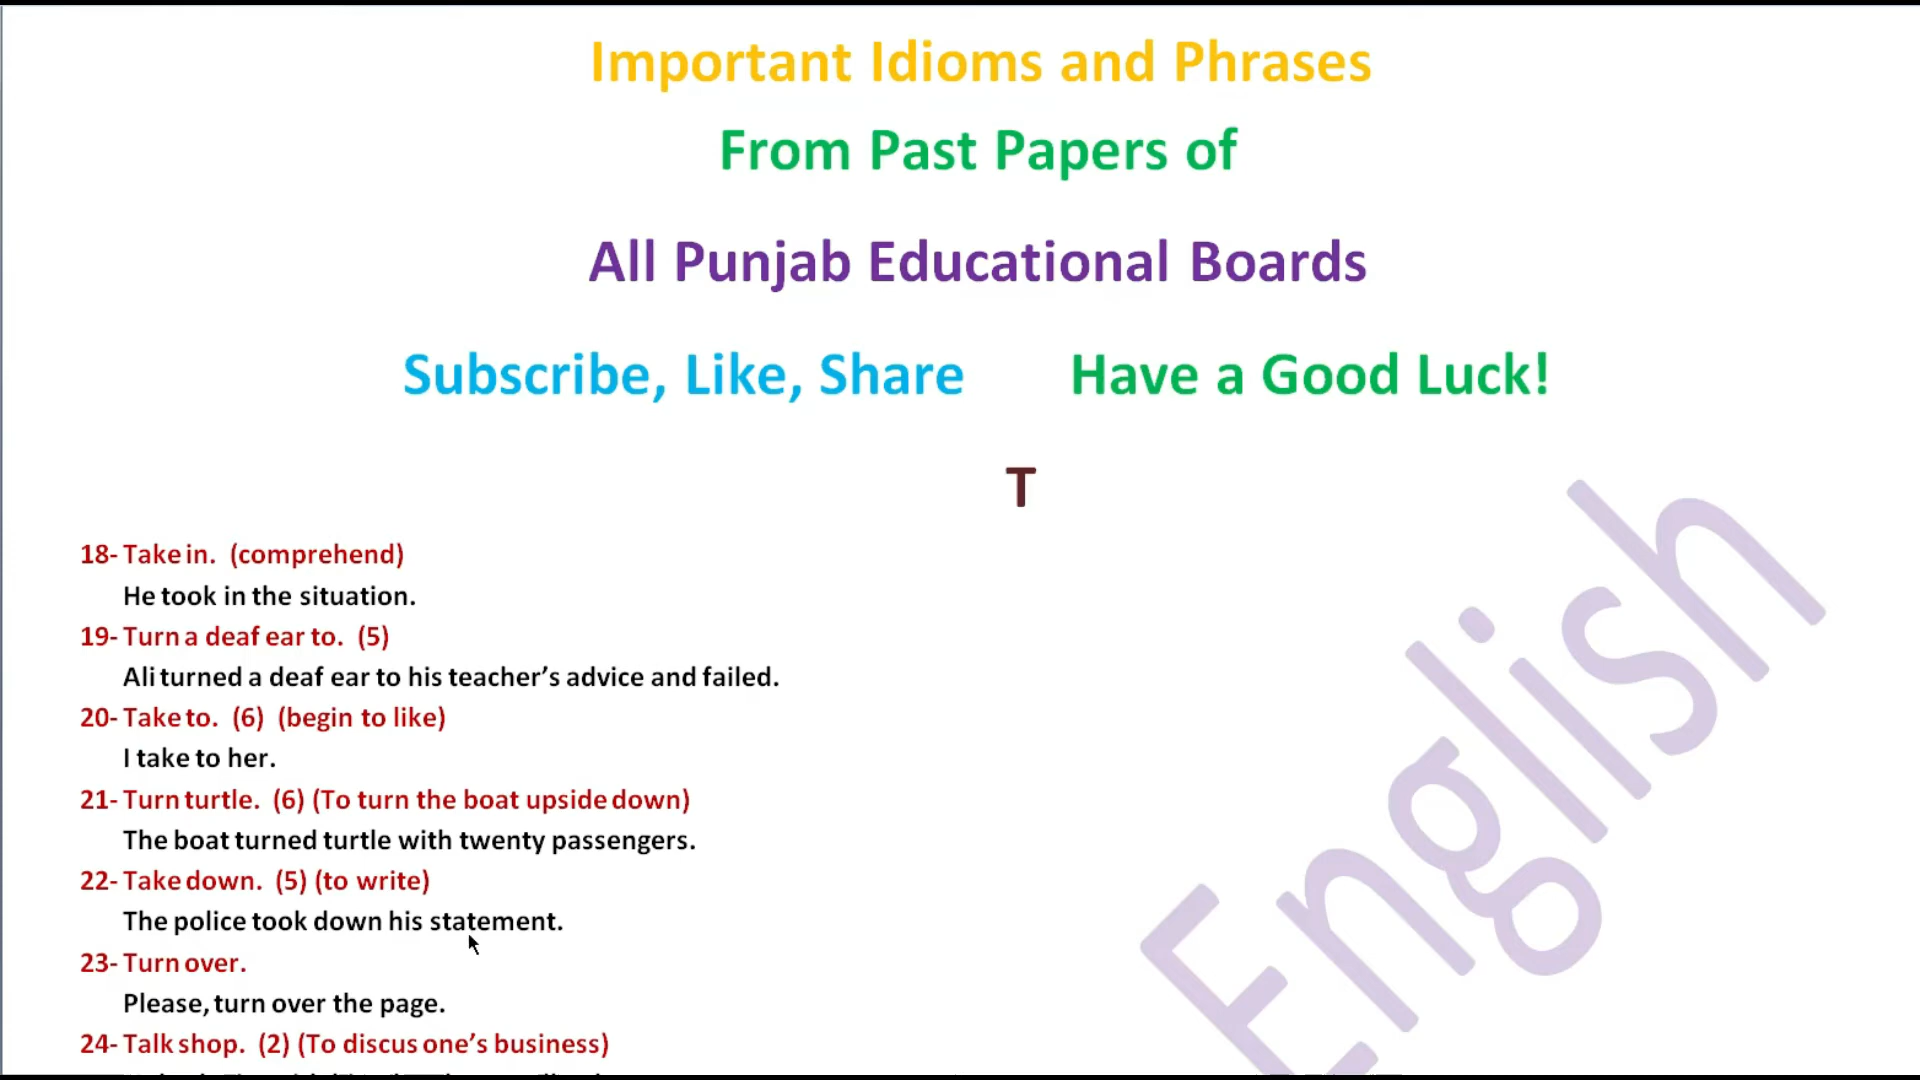 Important Idioms and Phrases
From Past Papers of
All Punjab Educational Boards
Subscribe, Like, Share Have a Good Luck!
T
18- Take in. (comprehend)
He took in the situation.
19- Turn a deaf ear to. (5)
Ali turned a deaf ear to his teacher’s advice and failed.
20- Take to. (6) (begin to like)
I take to her.
21- Turn turtle. (6) (To turn the boat upside down)
The boat turned turtle with twenty passengers.
22- Take down. (5) (to write)
The police took down his statement.
23- Turn over.
Please, turn over the page.
24- Talk shop. (2) (To discus one’s business)
English